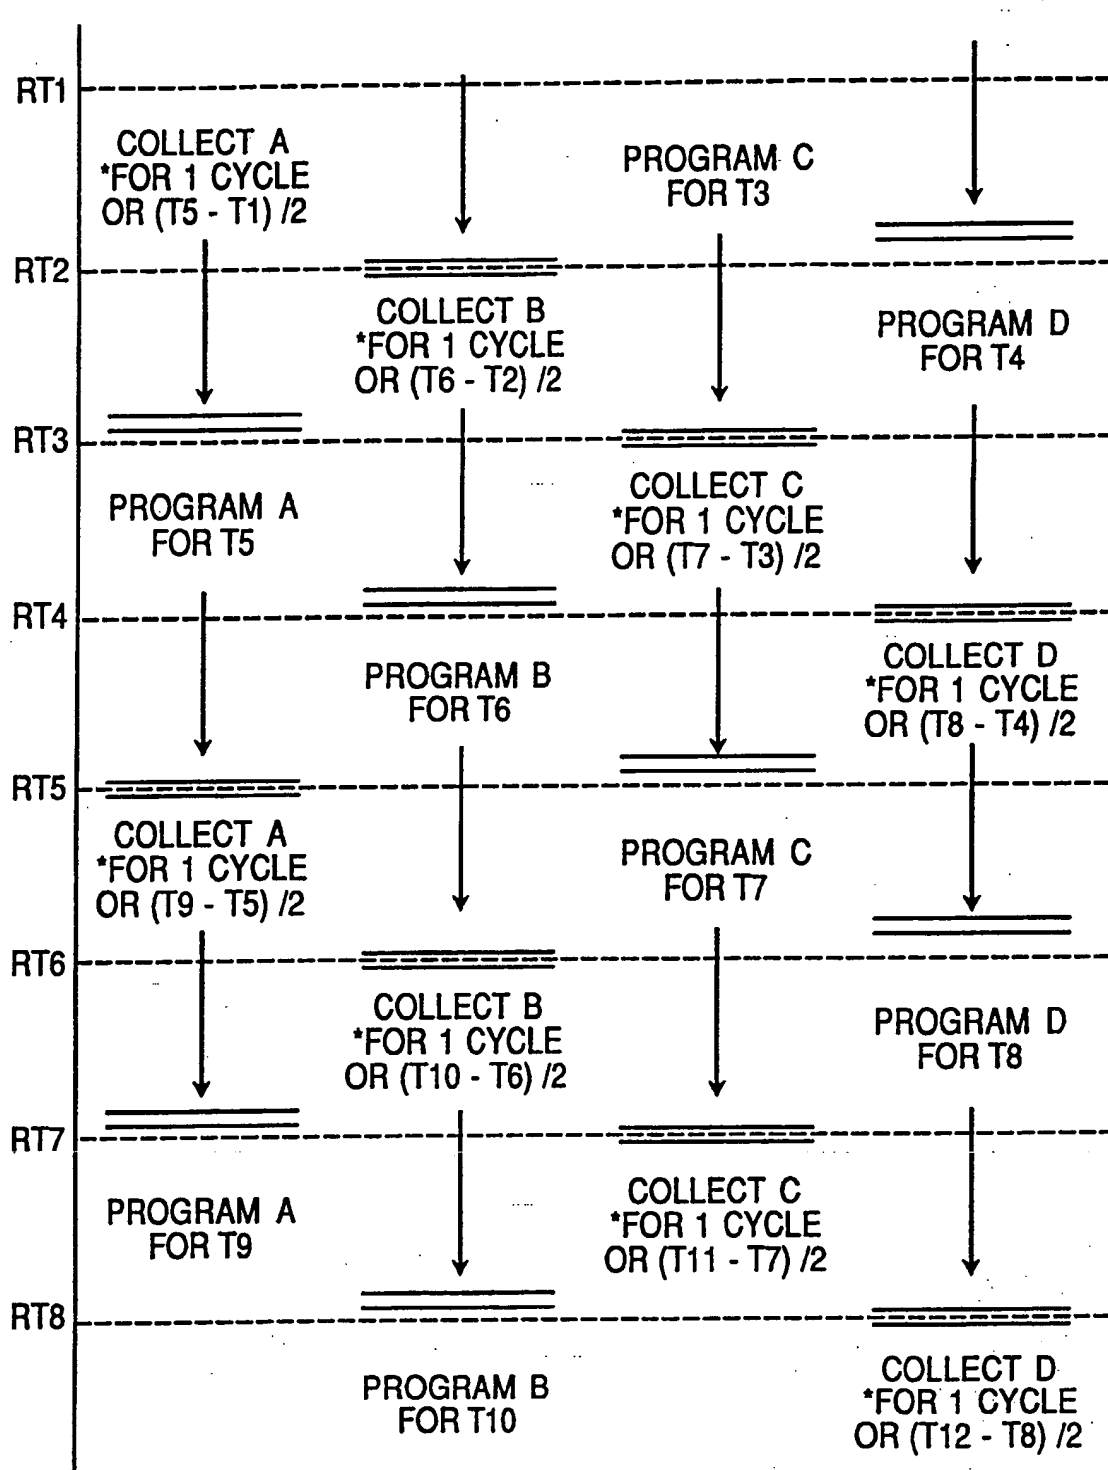 RT1
COLLECT A
*FOR 1 CYCLE
OR (T5 - T1) /2
PROGRAM C
FOR T3
RT2
COLLECT B
*FOR 1 CYCLE
OR (T6 - T2) /2
PROGRAM D
FOR T4
RT3
PROGRAM A
FOR T5
COLLECT C
*FOR 1 CYCLE
OR (T7 - T3) /2
RT4
PROGRAM B
FOR T6
COLLECT D
*FOR 1 CYCLE
OR (T8 - T4) /2
RT5
COLLECT A
*FOR 1 CYCLE
OR (T9 - T5) /2
PROGRAM C
FOR T7
RT6
COLLECT B
*FOR 1 CYCLE
OR (T10 - T6) /2
PROGRAM D
FOR T8
RT7
PROGRAM A
FOR T9
COLLECT C
*FOR 1 CYCLE
OR (T11 - T7) /2
RT8
PROGRAM B
FOR T10
COLLECT D
*FOR 1 CYCLE
OR (T12 - T8) /2